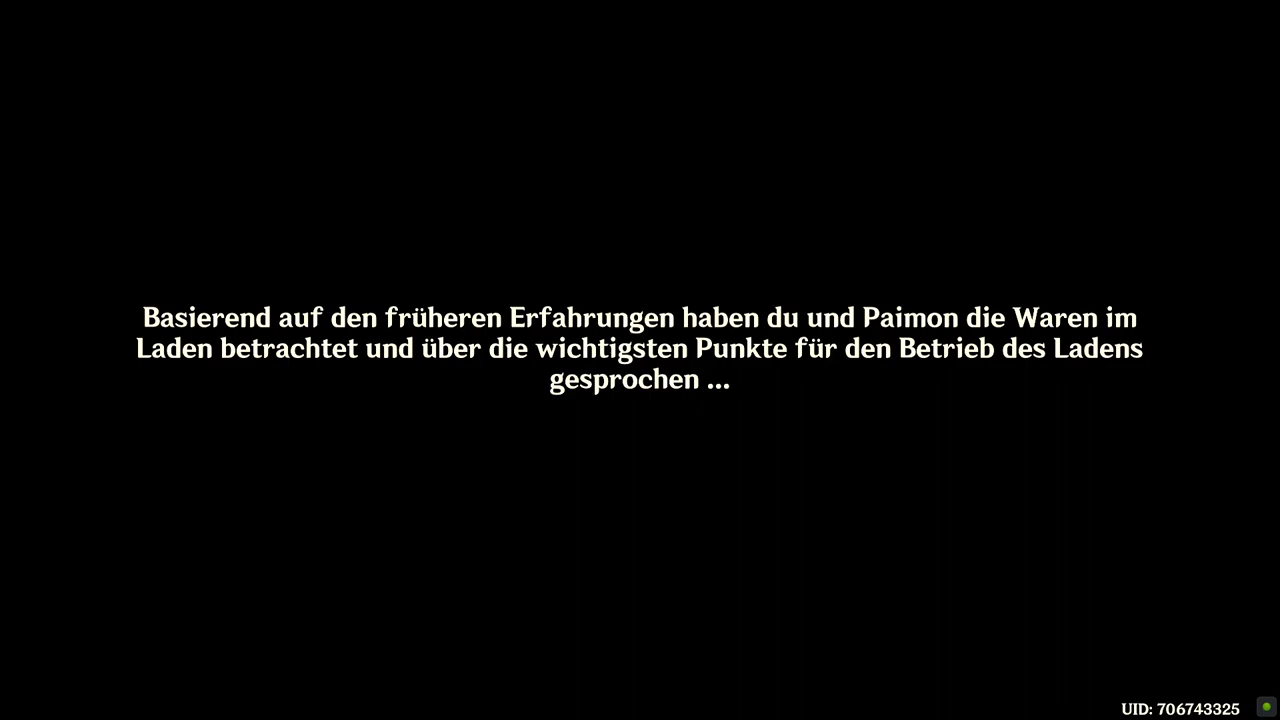 Basierend auf den früheren Erfahrungen haben du und Paimon die Waren im
Laden betrachtet und über die wichtigsten Punkte für den Betrieb des Ladens
gesprochen ...
UID: 706743325